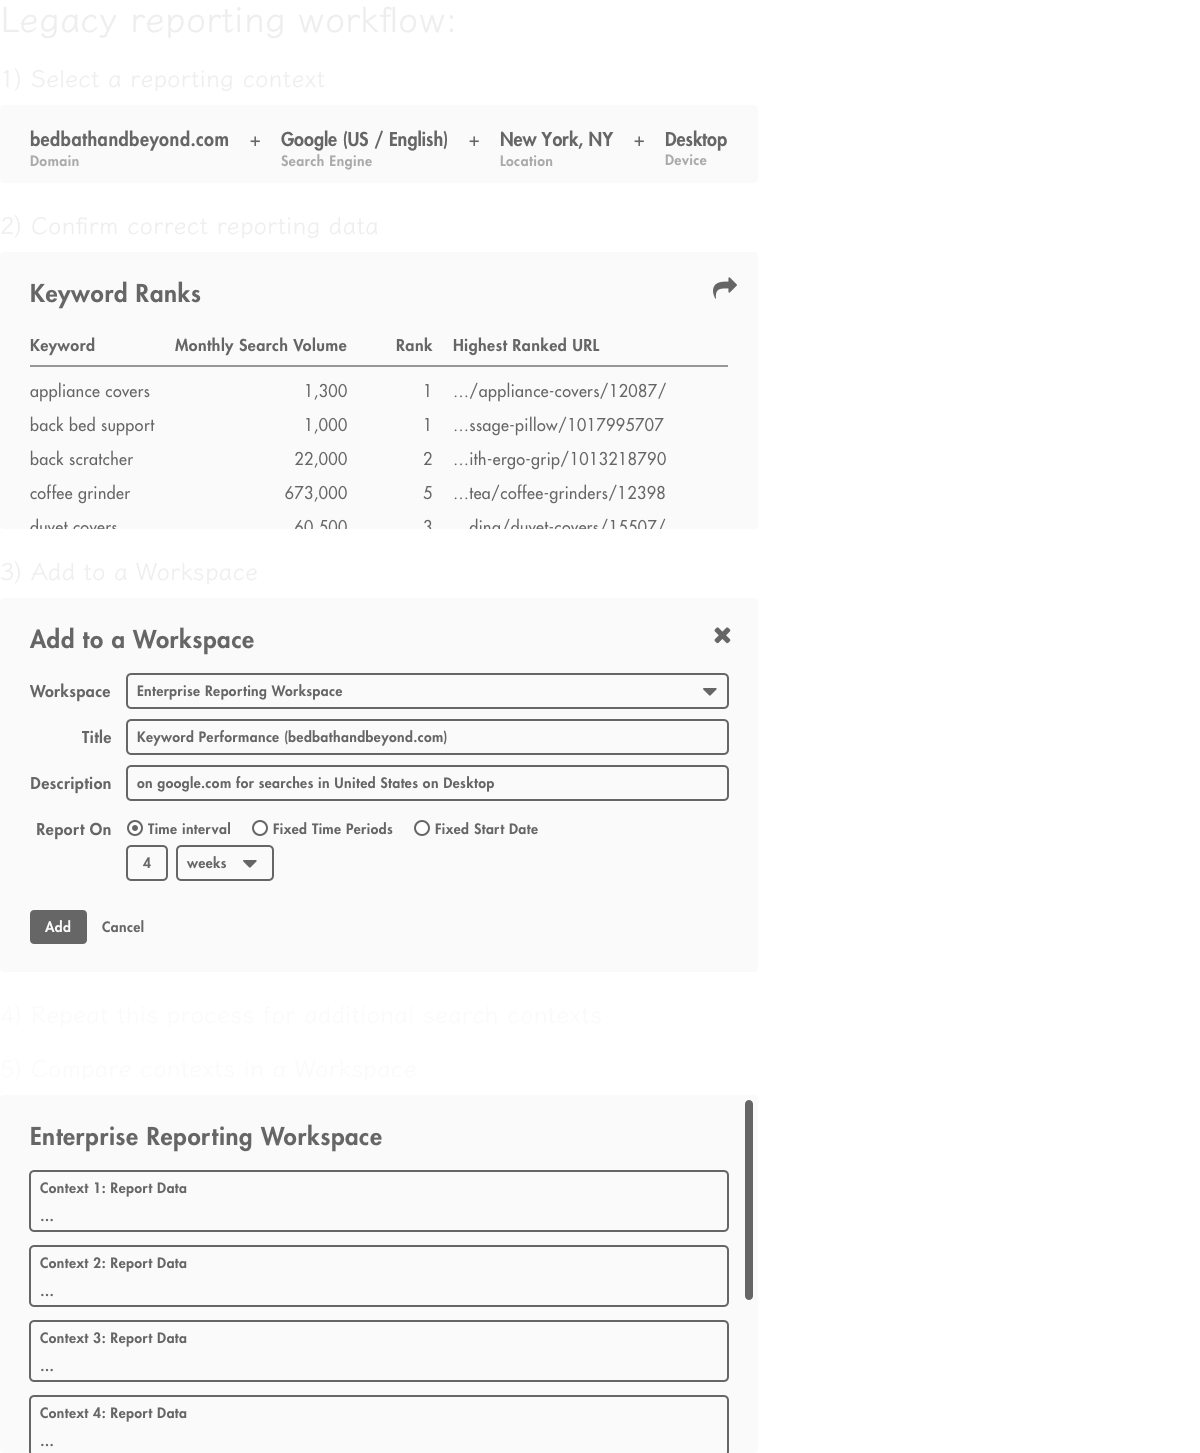 Legacy reporting workflow:
1) Select a reporting context
bedbathandbeyond.com + Google (US / English) + New York, NY + Desktop
Domain Search Engine Location Device
2) Confirm correct reporting data
Keyword Ranks
Keyword Monthly Search Volume Rank Highest Ranked URL
appliance covers 1,300 1 .../appliance-covers/12087/
back bed support 1,000 1 ...ssage-pillow/1017995707
back scratcher 22,000 2 ...ith-ergo-grip/1013218790
coffee grinder 673,000 5 ...tea/coffee-grinders/12398
duvet covers 60,500 3 ...ding/duvet-covers/15507/
3) Add to a Workspace
Add to a Workspace
Workspace Enterprise Reporting Workspace
Title Keyword Performance (bedbathandbeyond.com)
Description on google.com for searches in United States on Desktop
Report On Time interval Fixed Time Periods Fixed Start Date
4 weeks
Add Cancel
4) Repeat this process for additional search contexts
5) Compare contexts in a Workspace
Enterprise Reporting Workspace
Context 1: Report Data
...
Context 2: Report Data
...
Context 3: Report Data
...
Context 4: Report Data
...